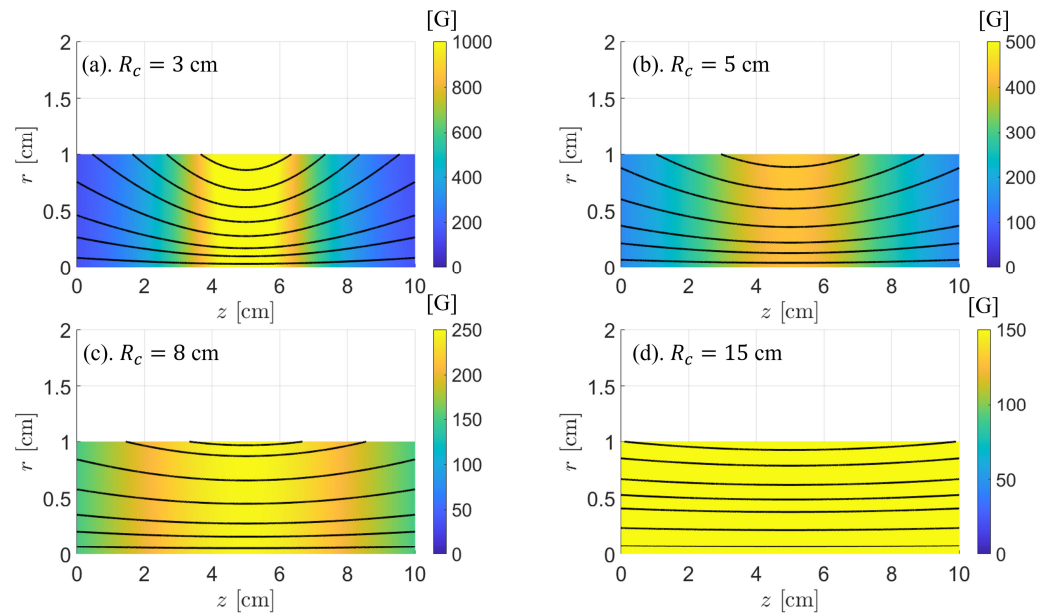 [G]
(a). R_c = 3 cm
2
1.5
1
0.5
0
r [cm]
0 2 4 6 8 10
z [cm]
1000
800
600
400
200
0
[G]
(b). R_c = 5 cm
2
1.5
1
0.5
0
r [cm]
0 2 4 6 8 10
z [cm]
500
400
300
200
100
0
[G]
(c). R_c = 8 cm
2
1.5
1
0.5
0
r [cm]
0 2 4 6 8 10
z [cm]
250
200
150
100
50
0
[G]
(d). R_c = 15 cm
2
1.5
1
0.5
0
r [cm]
0 2 4 6 8 10
z [cm]
150
100
50
0